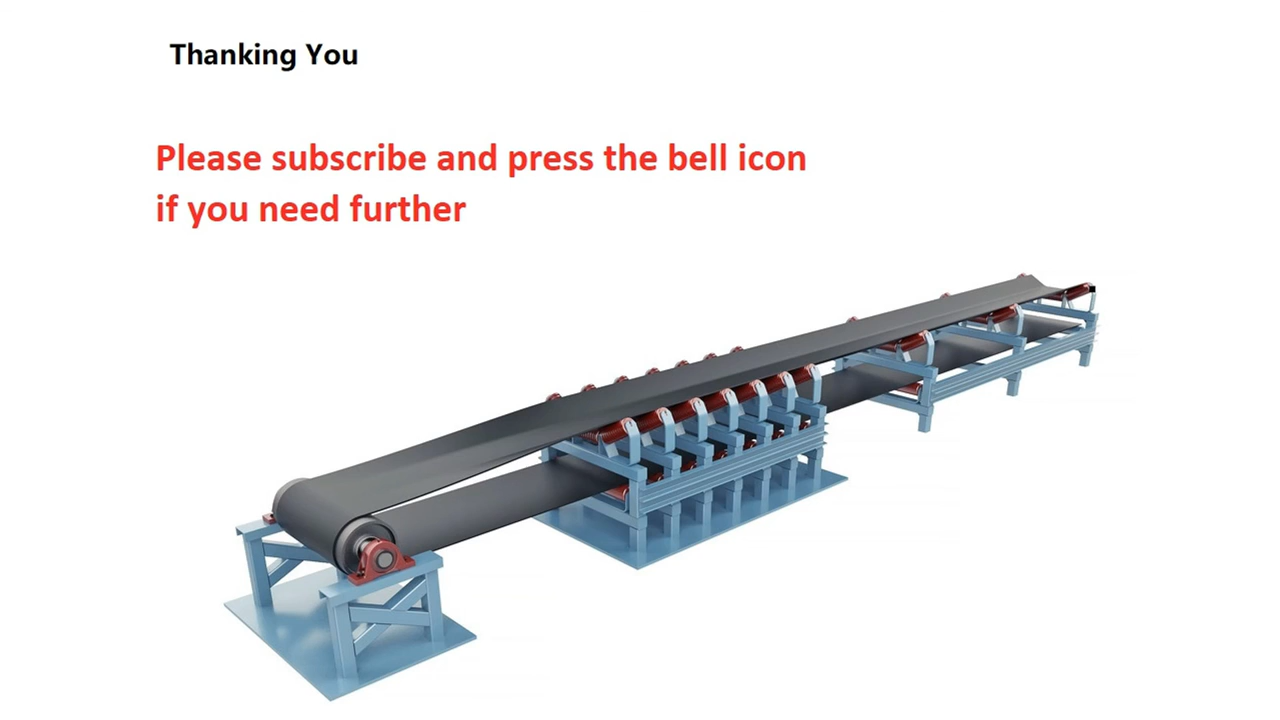 Thanking You
Please subscribe and press the bell icon
if you need further